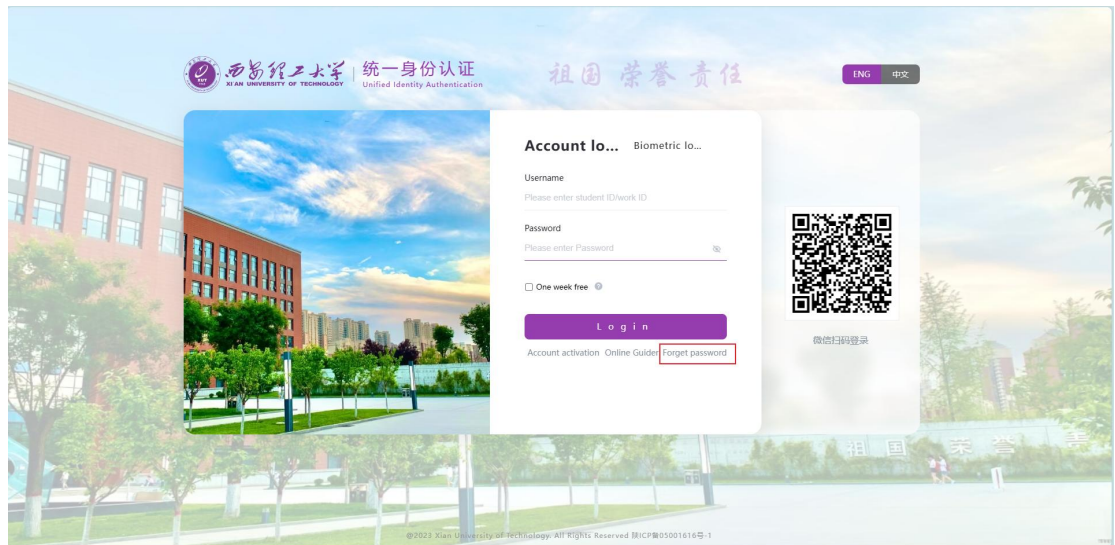 西安理工大学
XI AN UNIVERSITY OF TECHNOLOGY
统一身份认证
Unified Identity Authentication
祖国 荣誉 责任
ENG 中文
Account lo... Biometric lo...
Username
Please enter student ID/work ID
Password
Please enter Password
One week free
Login
Account activation Online Guider Forget password
微信扫码登录
祖 国 荣 誉 责
@2023 Xian University of Technology. All Rights Reserved 陕ICP备05001616号-1